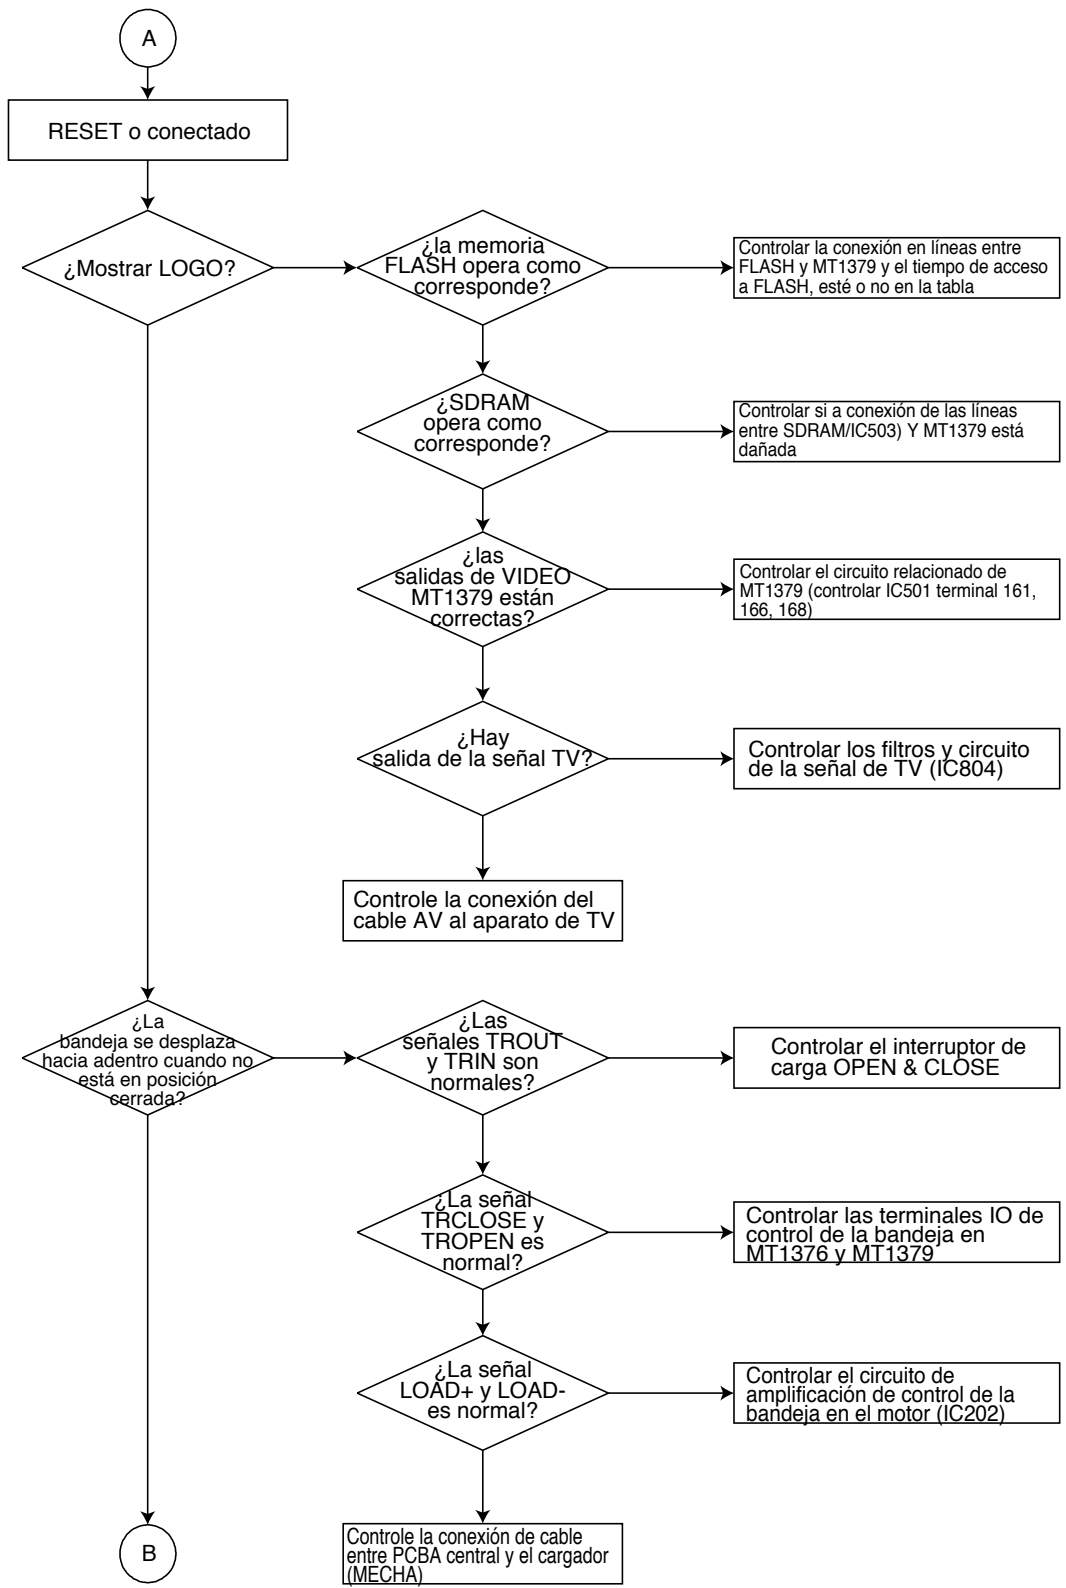 A
RESET o conectado
¿Mostrar LOGO?
¿la memoria
FLASH opera como
corresponde?
Controlar la conexión en líneas entre
FLASH y MT1379 y el tiempo de acceso
a FLASH, esté o no en la tabla
¿SDRAM
opera como
corresponde?
Controlar si a conexión de las líneas
entre SDRAM/IC503) Y MT1379 está
dañada
¿las
salidas de VIDEO
MT1379 están
correctas?
Controlar el circuito relacionado de
MT1379 (controlar IC501 terminal 161,
166, 168)
¿Hay
salida de la señal TV?
Controlar los filtros y circuito
de la señal de TV (IC804)
Controle la conexión del
cable AV al aparato de TV
¿La
bandeja se desplaza
hacia adentro cuando no
está en posición
cerrada?
¿Las
señales TROUT
y TRIN son
normales?
Controlar el interruptor de
carga OPEN & CLOSE
¿La señal
TRCLOSE y
TROPEN es
normal?
Controlar las terminales IO de
control de la bandeja en
MT1376 y MT1379
¿La señal
LOAD+ y LOAD-
es normal?
Controlar el circuito de
amplificación de control de la
bandeja en el motor (IC202)
B
Controle la conexión de cable
entre PCBA central y el cargador
(MECHA)